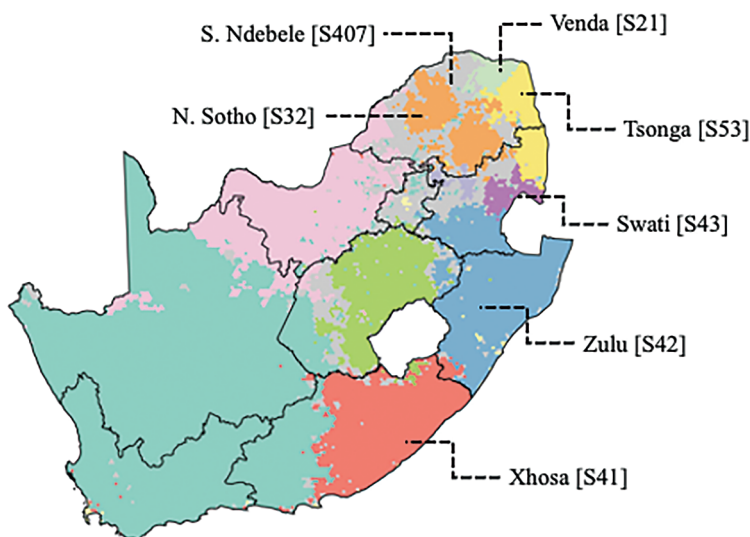 Venda [S21]
S. Ndebele [S407]
N. Sotho [S32]
Tsonga [S53]
Swati [S43]
Zulu [S42]
Xhosa [S41]